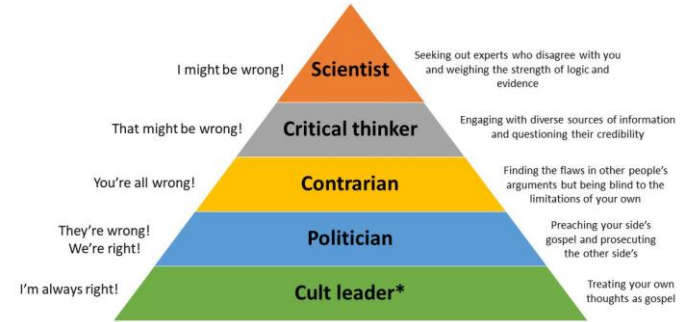 I might be wrong!
Scientist
Seeking out experts who disagree with you
and weighing the strength of logic and
evidence
That might be wrong!
Critical thinker
Engaging with diverse sources of information
and questioning their credibility
You're all wrong!
Contrarian
Finding the flaws in other people's
arguments but being blind to the
limitations of your own
They're wrong!
We're right!
Politician
Preaching your side's
gospel and prosecuting
the other side's
I'm always right!
Cult leader*
Treating your own
thoughts as gospel